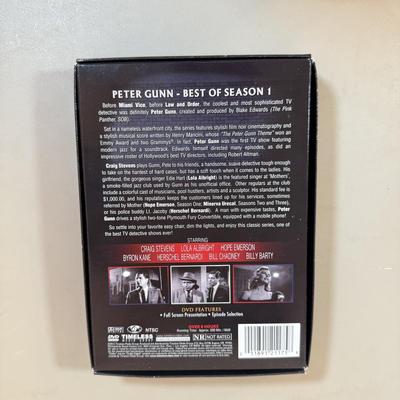 PETER GUNN - BEST OF SEASON 1
Before Miami Vice, before Law and Order, the coolest and most sophisticated TV
detective was definitely Peter Gunn, created and produced by Blake Edwards (The Pink
Panther, SOB).
Set in a nameless waterfront city, the series features stylish film noir cinematography and
a stylish musical score written by Henry Mancini, whose "The Peter Gunn Theme" won an
Emmy Award and two Grammys®. In fact, Peter Gunn was the first TV show featuring
modern jazz for a soundtrack. Edwards himself directed many episodes, as did an
impressive roster of Hollywood's best TV directors, including Robert Altman.
Craig Stevens plays Gunn, Pete to his friends, a handsome, suave detective tough enough
to take on the hardest of hard cases, but has a soft touch when it comes to the ladies. His
girlfriend, the gorgeous singer Edie Hart (Lola Albright) is the featured singer at 'Mothers',
a smoke-filled jazz club used by Gunn as his unofficial office. Other regulars at the club
include a colorful cast of musicians, pool hustlers, artists and a sculptor. His standard fee is
$1,000.00, and his reputation keeps the customers lined up for his services, sometimes
referred by Mother (Hope Emerson, Season One; Minerva Urecal, Seasons Two and Three),
or his police buddy Lt. Jacoby (Herschel Bernardi). A man with expensive tastes, Peter
Gunn drives a stylish two-tone Plymouth Fury Convertible, equipped with a mobile phone!
So settle into your favorite easy chair, dim the lights, and enjoy this classic series, one of
the best TV detective shows ever!
STARRING
CRAIG STEVENS LOLA ALBRIGHT HOPE EMERSON
BYRON KANE HERSCHEL BERNARDI BILL CHADNEY BILLY BARTY
DVD FEATURES
• Full Screen Presentation • Episode Selection
OVER 8 HOURS
NTSC
DVD
TIMELESS
MEDIA GROUP
NR NOT RATED